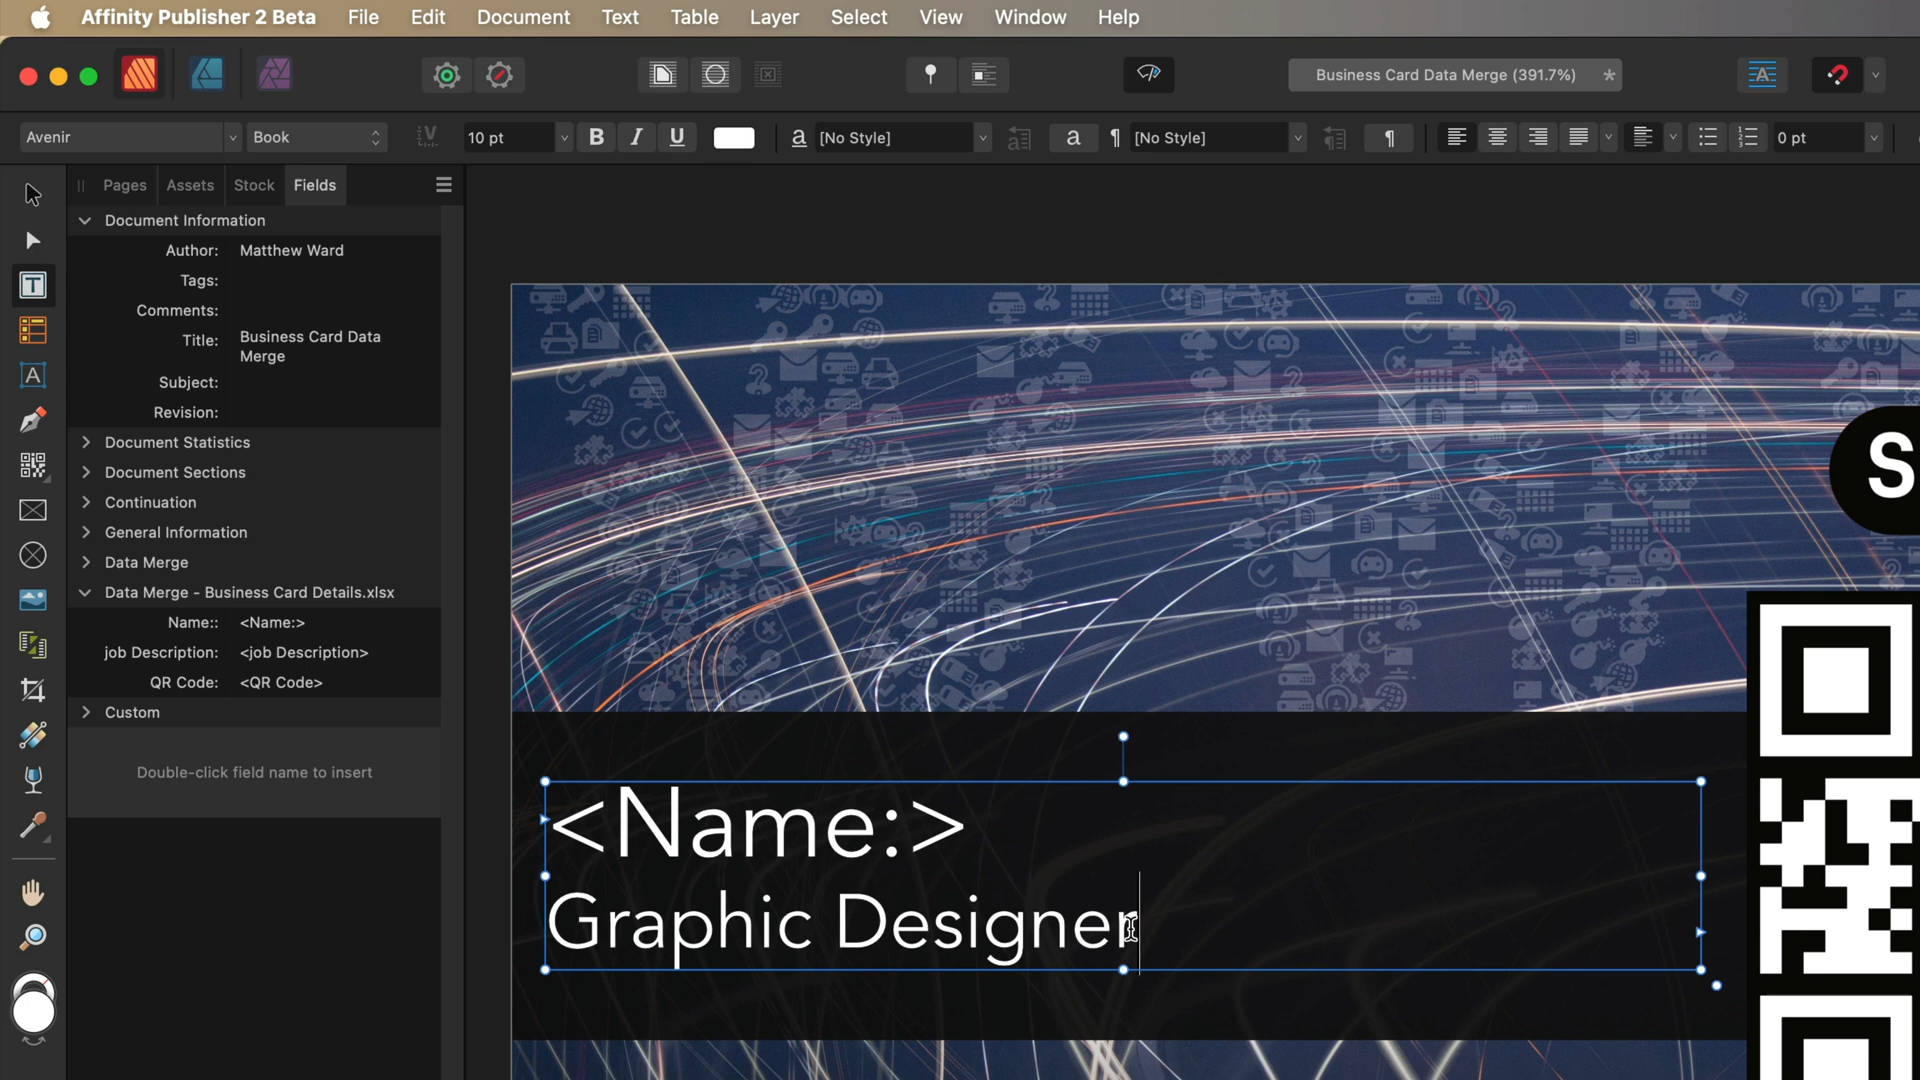 Affinity Publisher 2 Beta File Edit Document Text Table Layer Select View Window Help
Business Card Data Merge (391.7%) *
Avenir Book 10 pt B I U a [No Style] a ¶ [No Style] ¶ 0 pt
Pages Assets Stock Fields
Document Information
Author: Matthew Ward
Tags:
Comments:
Title: Business Card Data
Merge
Subject:
Revision:
Document Statistics
Document Sections
Continuation
General Information
Data Merge
Data Merge - Business Card Details.xlsx
Name:: <Name:>
job Description: <job Description>
QR Code: <QR Code>
Custom
Double-click field name to insert
S
<Name:>
Graphic Designer